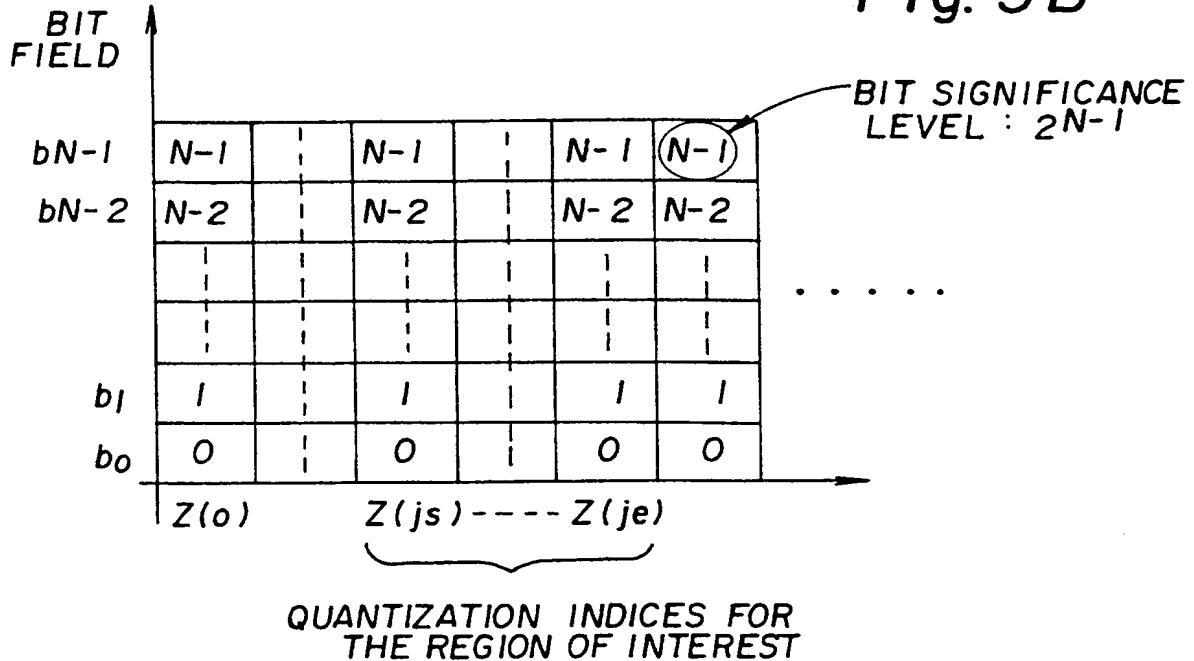 Fig. 5B
BIT
FIELD
BIT SIGNIFICANCE
LEVEL : 2N-1
bN-1 N-1 N-1 N-1 N-1
bN-2 N-2 N-2 N-2 N-2
. . . . .
b1 1 1 1 1
b0 0 0 0 0
Z(0) Z(js)---- Z(je)
QUANTIZATION INDICES FOR
THE REGION OF INTEREST